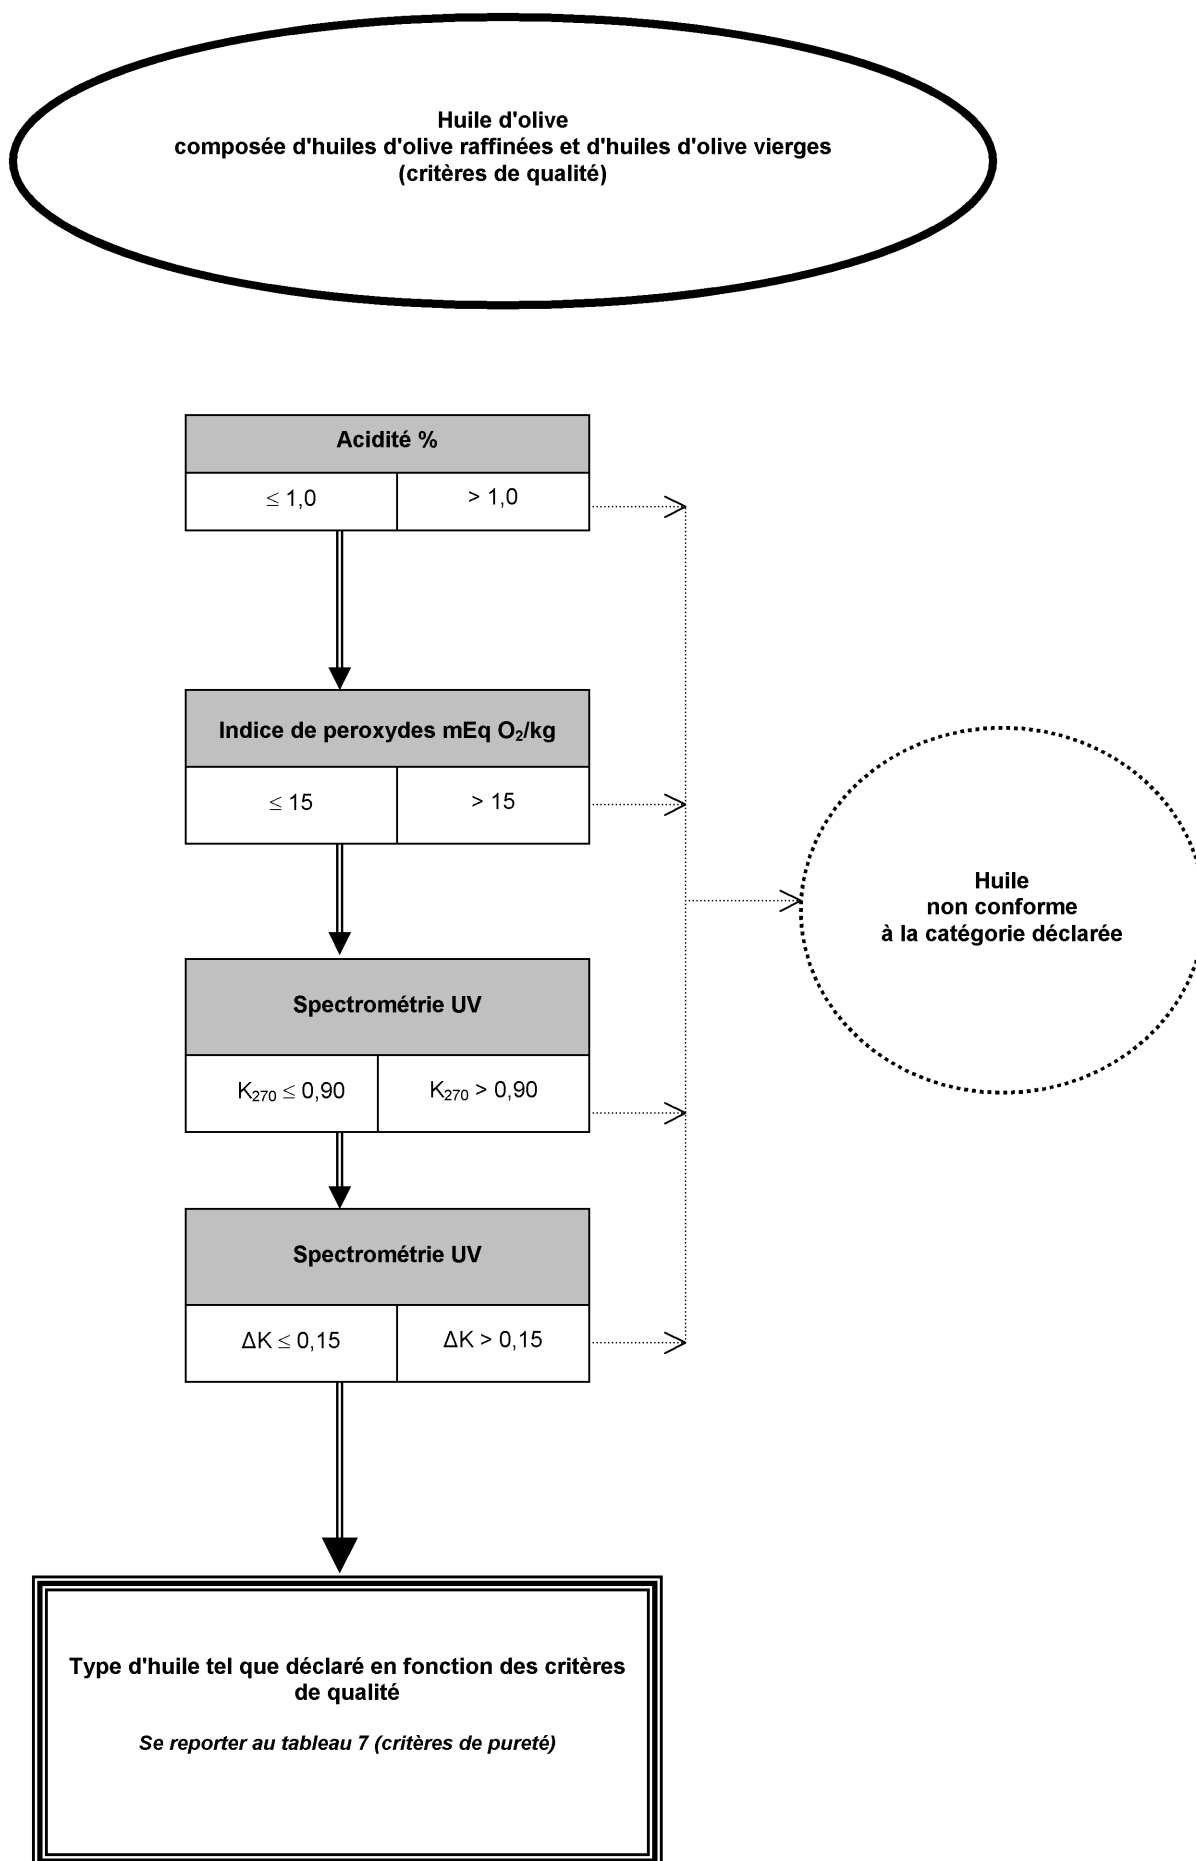 Huile d'olive
composée d'huiles d'olive raffinées et d'huiles d'olive vierges
(critères de qualité)
Acidité %
≤ 1,0
> 1,0
Indice de peroxydes mEq O₂/kg
≤ 15
> 15
Huile
non conforme
à la catégorie déclarée
Spectrométrie UV
K₂₇₀ ≤ 0,90
K₂₇₀ > 0,90
Spectrométrie UV
ΔK ≤ 0,15
ΔK > 0,15
Type d'huile tel que déclaré en fonction des critères
de qualité
Se reporter au tableau 7 (critères de pureté)